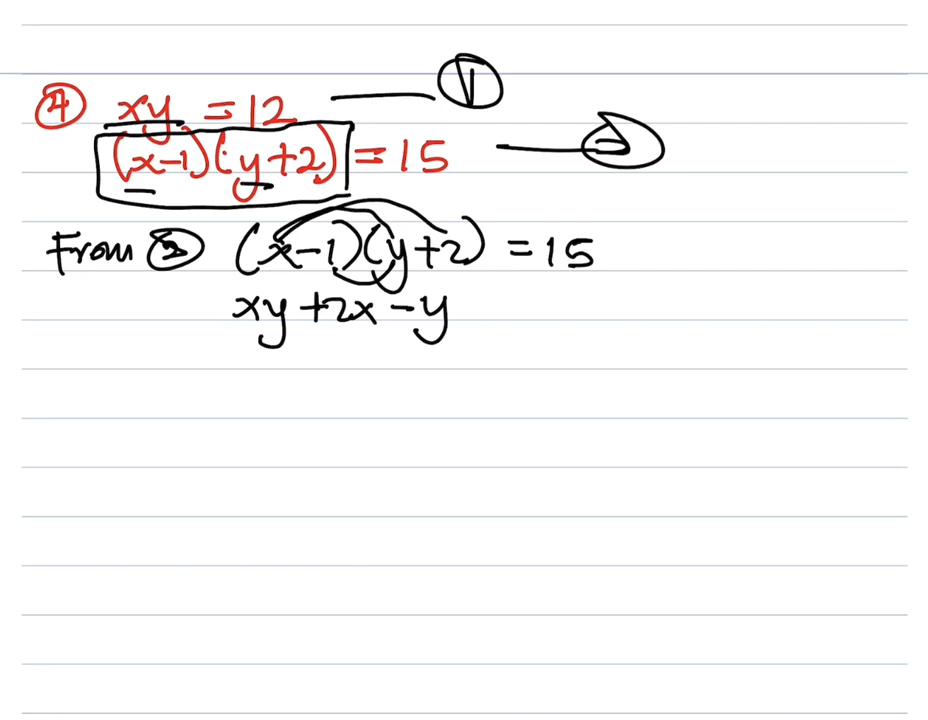 ④ xy = 12 —— ①
(x-1)(y+2) = 15 —— ②
From ② (x-1)(y+2) = 15
xy + 2x - y